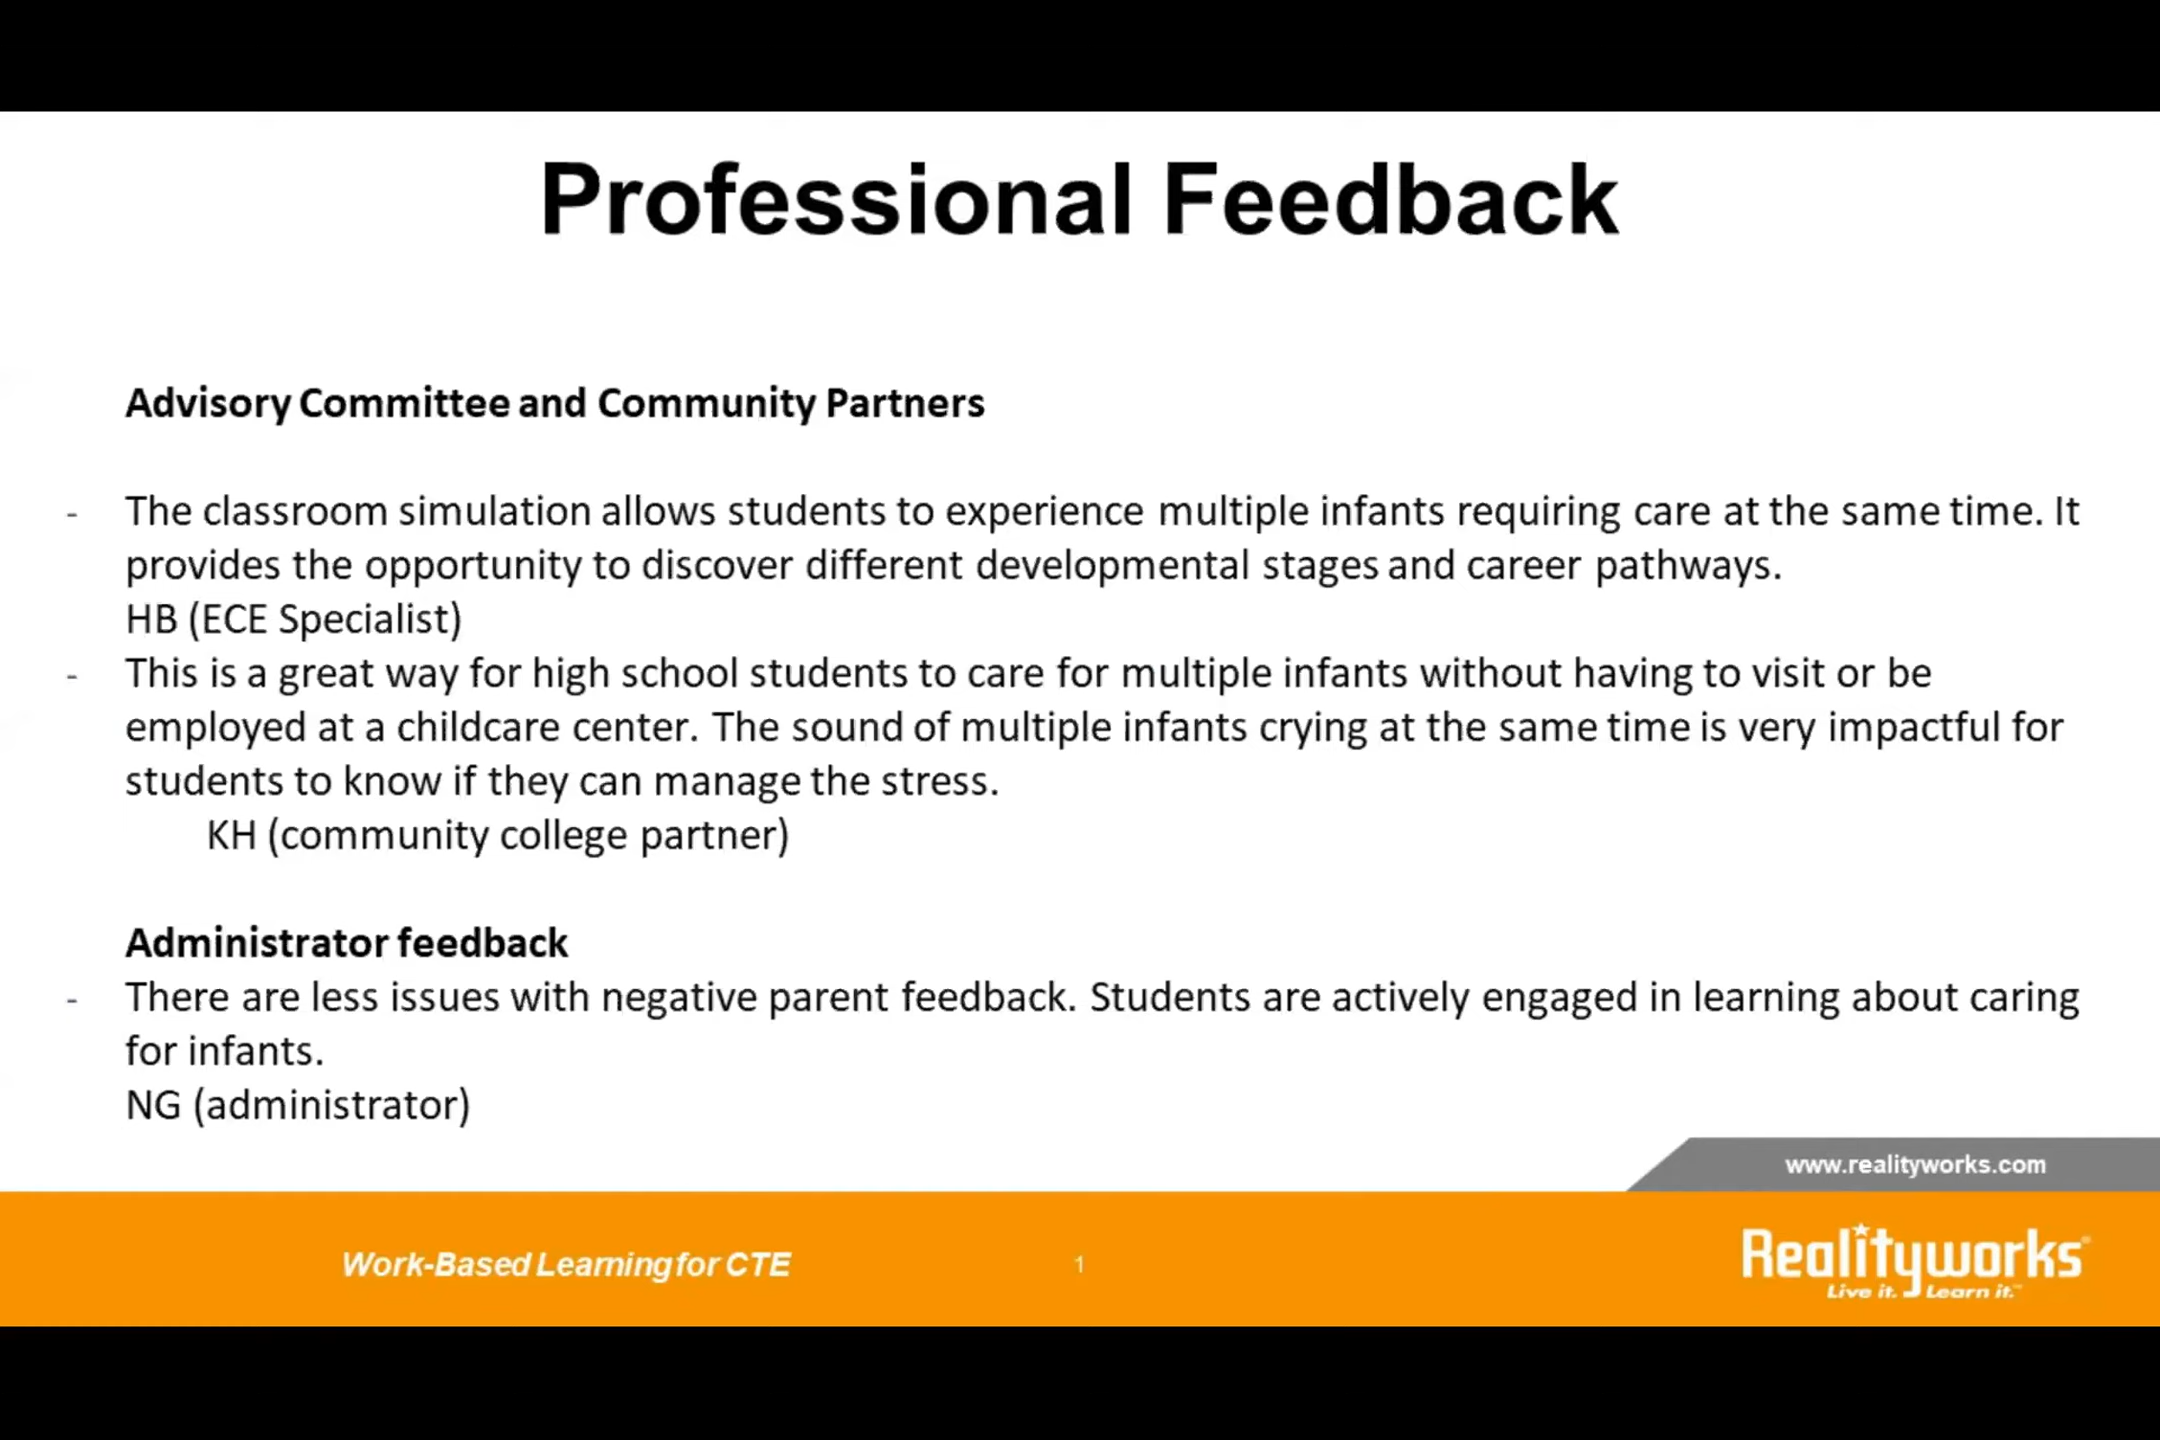 Professional Feedback
Advisory Committee and Community Partners
- The classroom simulation allows students to experience multiple infants requiring care at the same time. It
provides the opportunity to discover different developmental stages and career pathways.
HB (ECE Specialist)
- This is a great way for high school students to care for multiple infants without having to visit or be
employed at a childcare center. The sound of multiple infants crying at the same time is very impactful for
students to know if they can manage the stress.
KH (community college partner)
Administrator feedback
- There are less issues with negative parent feedback. Students are actively engaged in learning about caring
for infants.
NG (administrator)
www.realityworks.com
Work-Based Learning for CTE
1
Realityworks®
Live it. Learn it.™